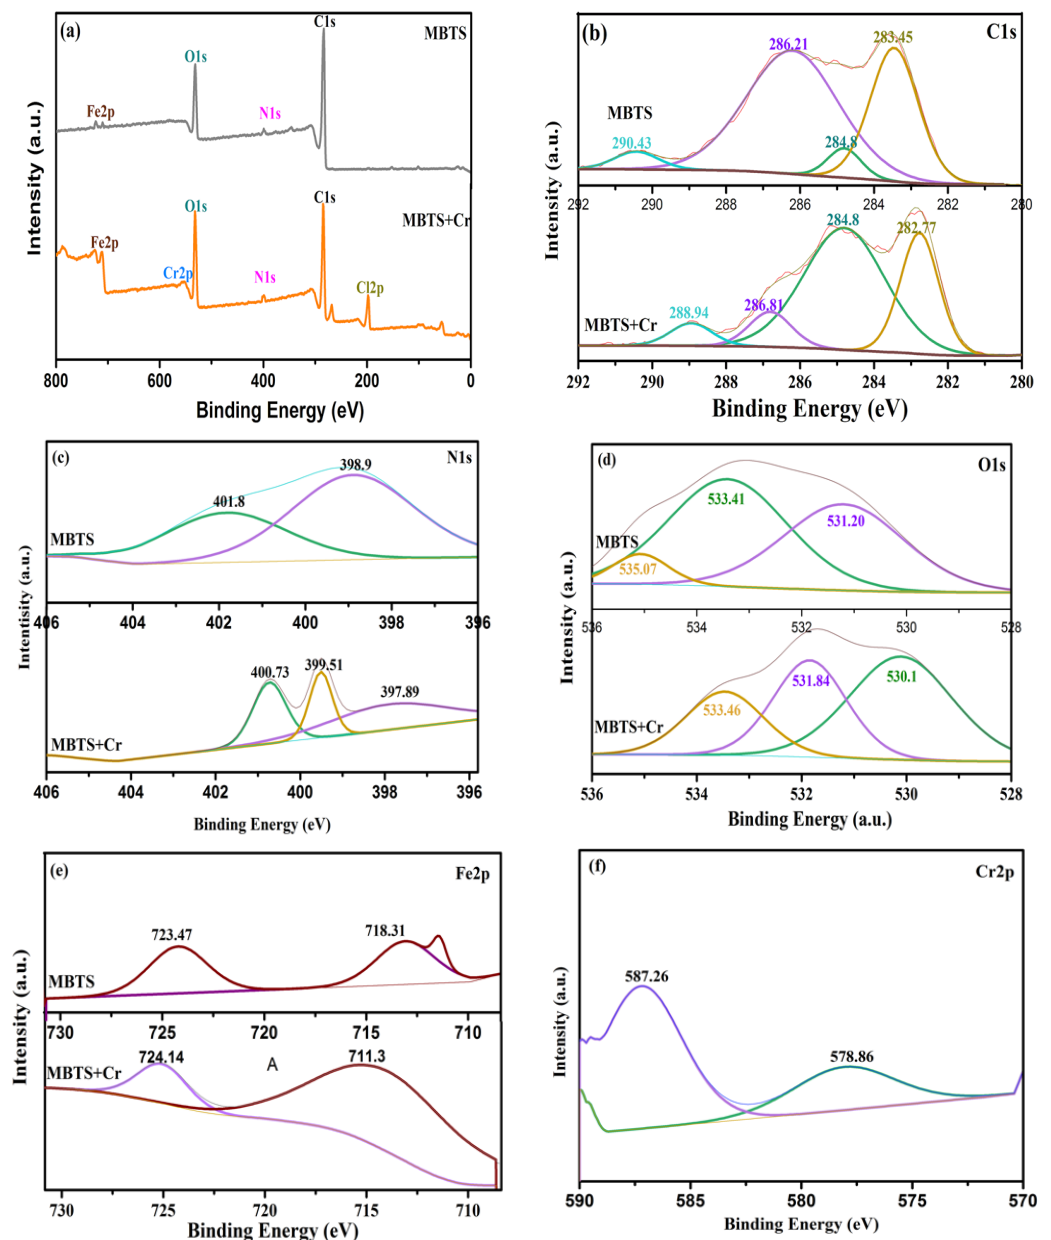 (a)
MBTS
C1s
O1s
Fe2p
N1s
C1s
O1s
MBTS+Cr
Fe2p
Cr2p
N1s
Cl2p
800 600 400 200 0
Binding Energy (eV)
Intensity (a.u.)
(b)
C1s
283.45
286.21
MBTS
284.8
290.43
292 290 288 286 284 282 280
284.8
282.77
286.81
288.94
MBTS+Cr
292 290 288 286 284 282 280
Binding Energy (eV)
Intensity (a.u.)
(c)
N1s
398.9
401.8
MBTS
406 404 402 400 398 396
400.73
399.51
397.89
MBTS+Cr
406 404 402 400 398 396
Binding Energy (eV)
Intentisity (a.u.)
(d)
O1s
533.41
531.20
MBTS
535.07
536 534 532 530 528
531.84
530.1
533.46
MBTS+Cr
536 534 532 530 528
Binding Energy (a.u.)
Intensity (a.u.)
(e)
Fe2p
723.47
718.31
MBTS
730 725 720 715 710
724.14
A
711.3
MBTS+Cr
730 725 720 715 710
Binding Energy (eV)
Intensity (a.u.)
(f)
Cr2p
587.26
578.86
590 585 580 575 570
Binding Energy (eV)
Intensity (a.u.)